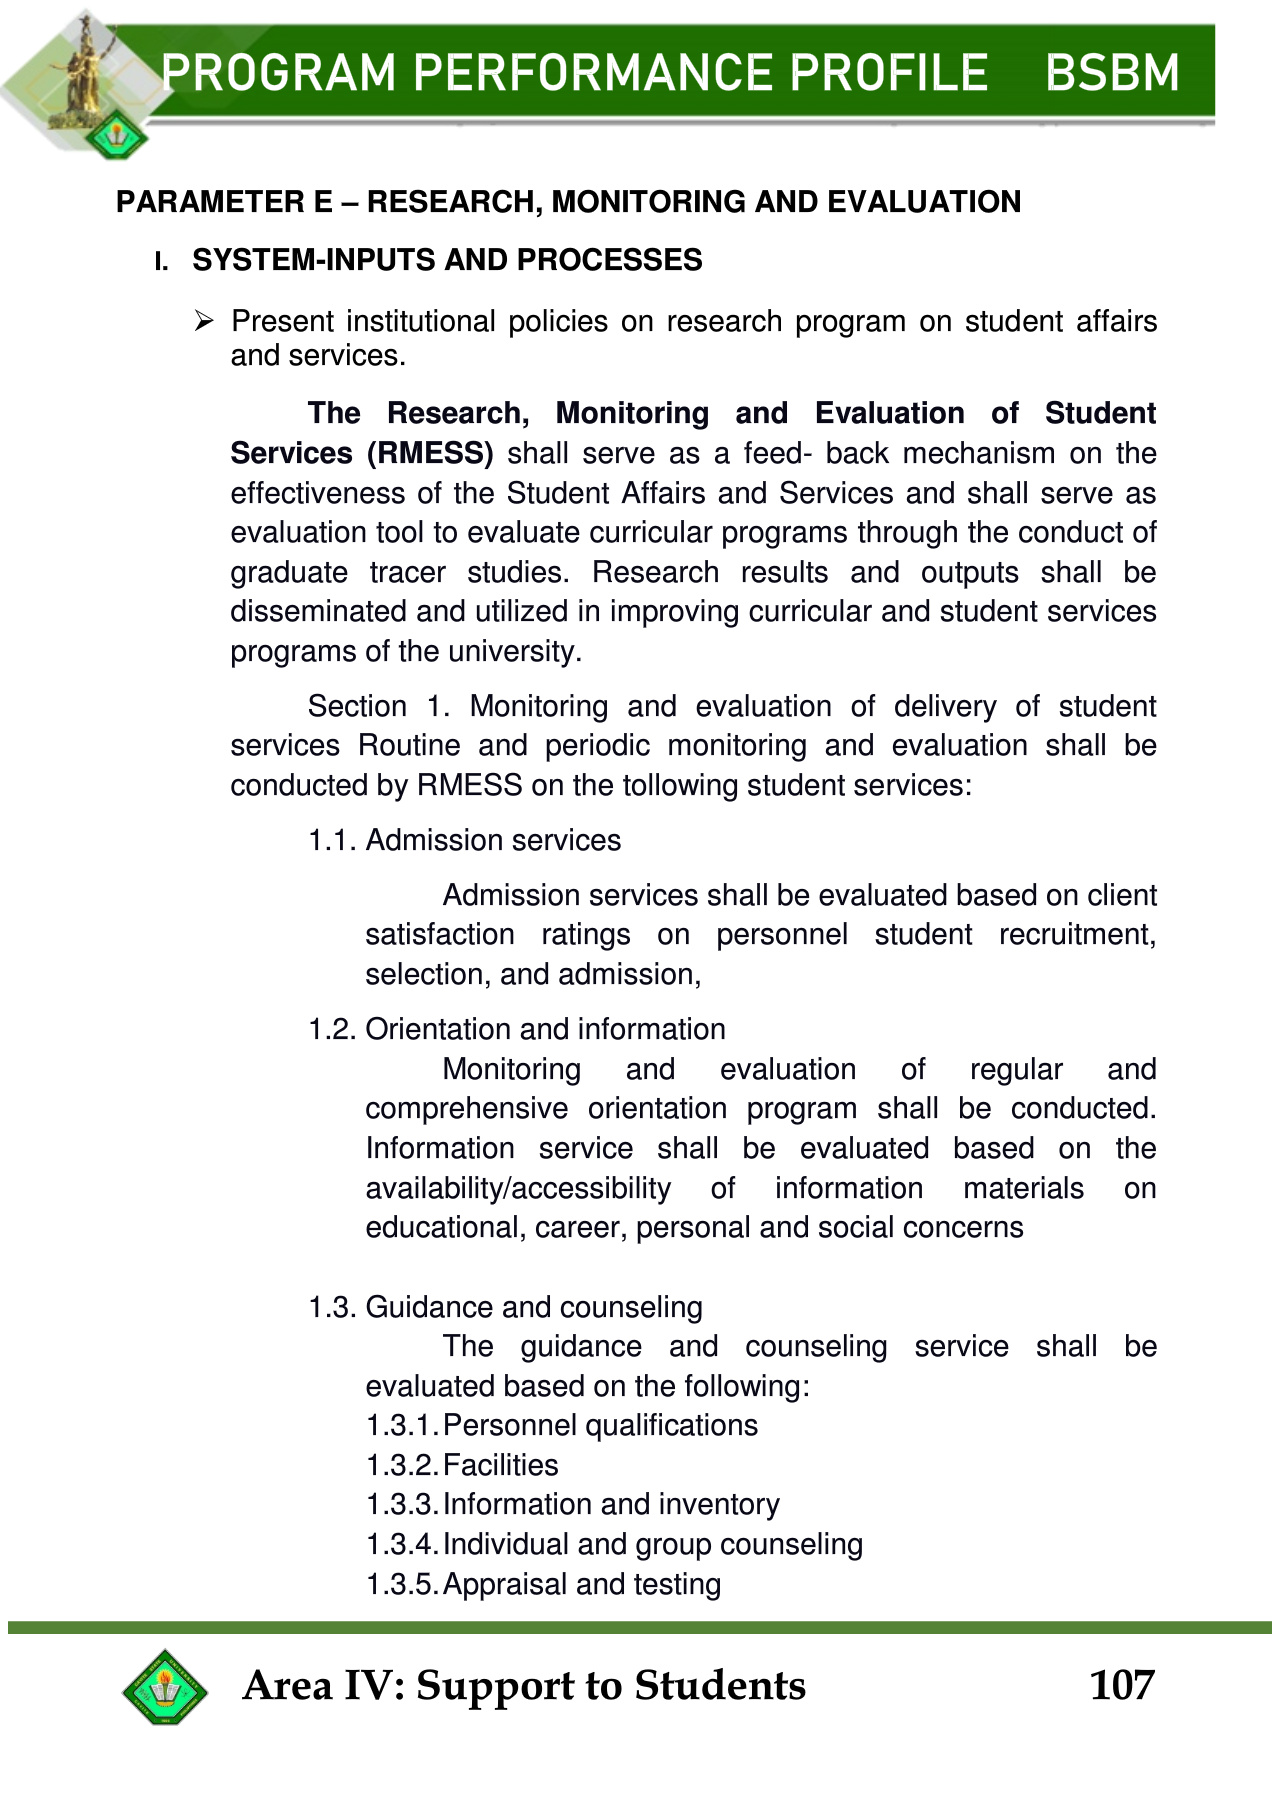 PROGRAM PERFORMANCE PROFILE BSBM
PARAMETER E – RESEARCH, MONITORING AND EVALUATION
I. SYSTEM-INPUTS AND PROCESSES
➢ Present institutional policies on research program on student affairs
and services.
The Research, Monitoring and Evaluation of Student
Services (RMESS) shall serve as a feed- back mechanism on the
effectiveness of the Student Affairs and Services and shall serve as
evaluation tool to evaluate curricular programs through the conduct of
graduate tracer studies. Research results and outputs shall be
disseminated and utilized in improving curricular and student services
programs of the university.
Section 1. Monitoring and evaluation of delivery of student
services Routine and periodic monitoring and evaluation shall be
conducted by RMESS on the tollowing student services:
1.1. Admission services
Admission services shall be evaluated based on client
satisfaction ratings on personnel student recruitment,
selection, and admission,
1.2. Orientation and information
Monitoring and evaluation of regular and
comprehensive orientation program shall be conducted.
Information service shall be evaluated based on the
availability/accessibility of information materials on
educational, career, personal and social concerns
1.3. Guidance and counseling
The guidance and counseling service shall be
evaluated based on the following:
1.3.1. Personnel qualifications
1.3.2. Facilities
1.3.3. Information and inventory
1.3.4. Individual and group counseling
1.3.5. Appraisal and testing
Area IV: Support to Students 107